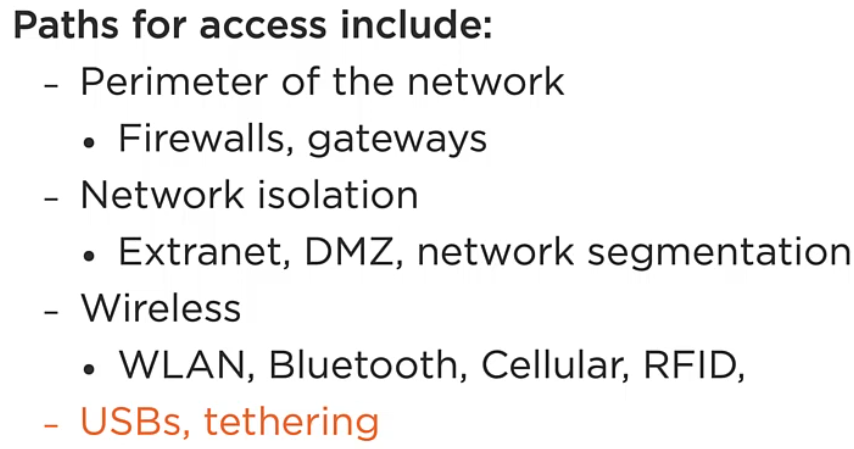 Paths for access include:
- Perimeter of the network
• Firewalls, gateways
- Network isolation
• Extranet, DMZ, network segmentation
- Wireless
• WLAN, Bluetooth, Cellular, RFID,
- USBs, tethering